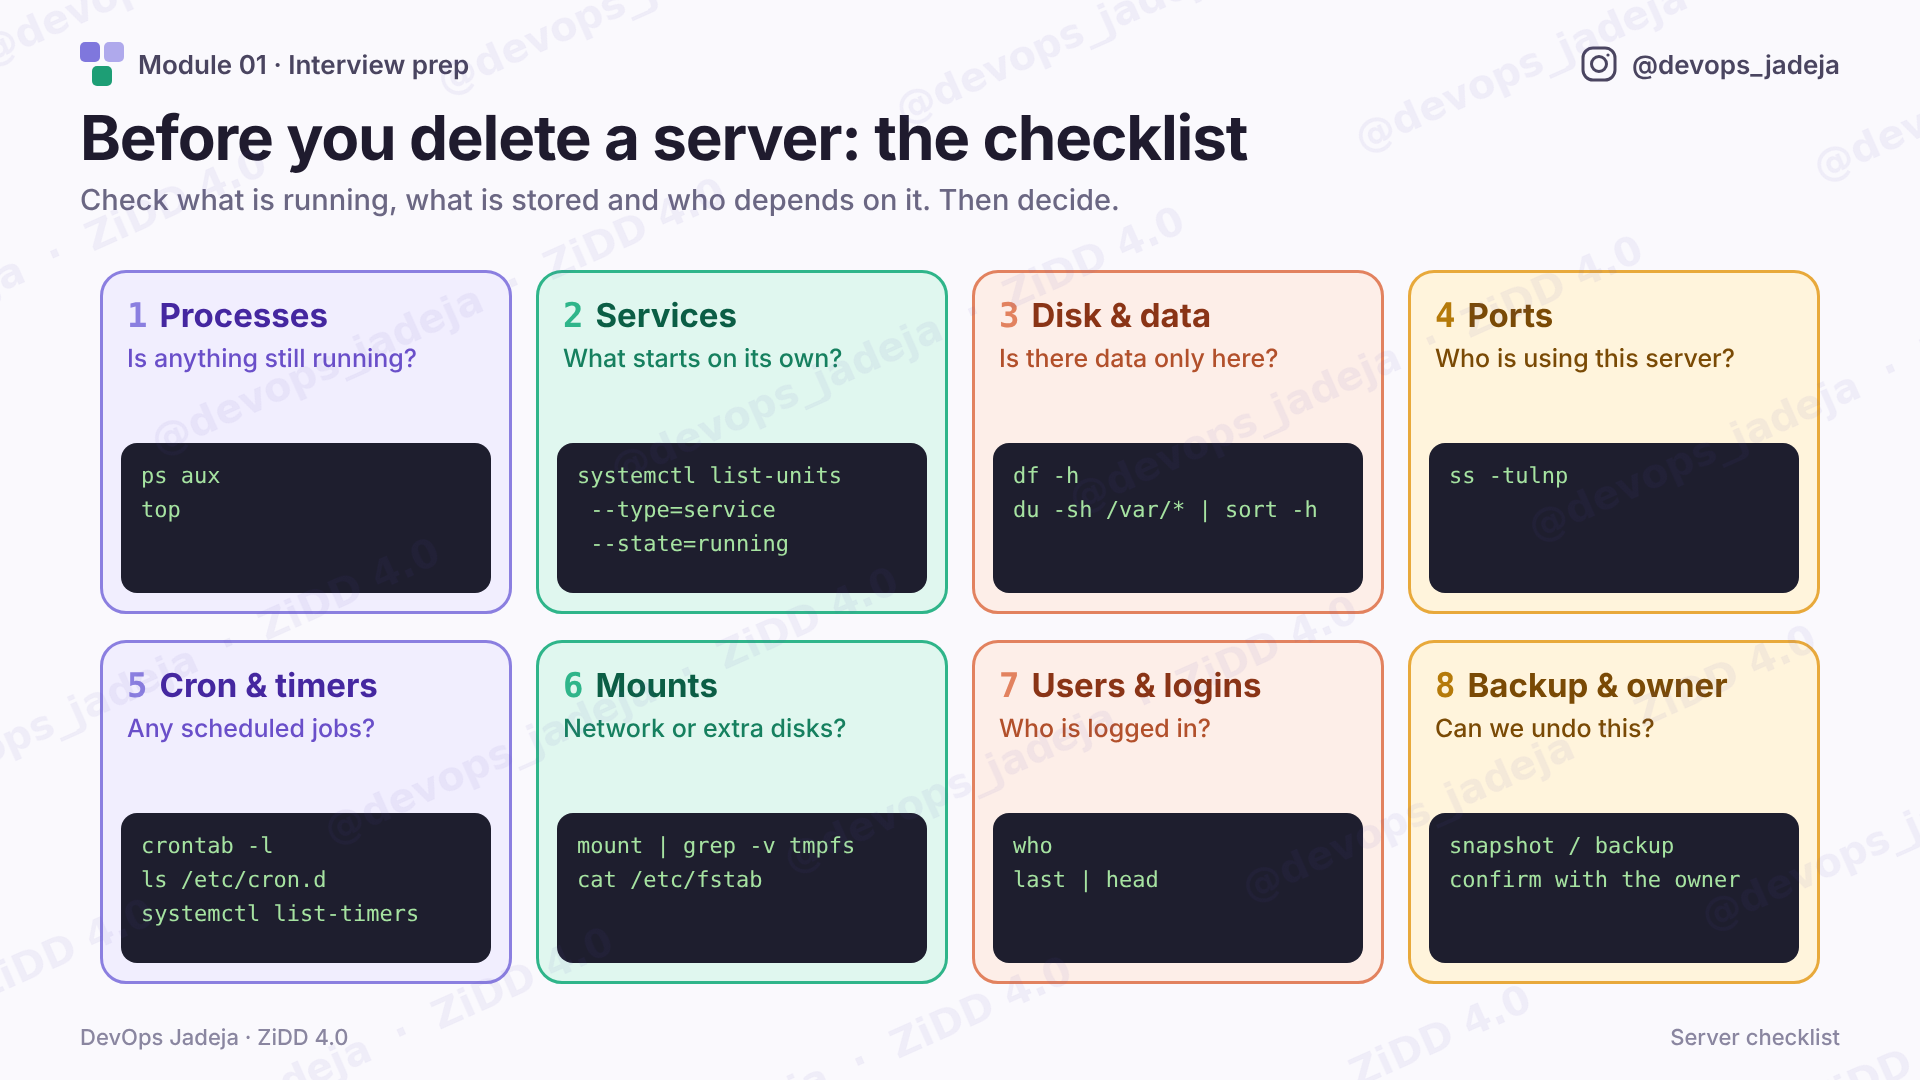 Module 01 · Interview prep
@devops_jadeja
Before you delete a server: the checklist
Check what is running, what is stored and who depends on it. Then decide.
1 Processes
Is anything still running?
ps aux
top
2 Services
What starts on its own?
systemctl list-units
--type=service
--state=running
3 Disk & data
Is there data only here?
df -h
du -sh /var/* | sort -h
4 Ports
Who is using this server?
ss -tulnp
5 Cron & timers
Any scheduled jobs?
crontab -l
ls /etc/cron.d
systemctl list-timers
6 Mounts
Network or extra disks?
mount | grep -v tmpfs
cat /etc/fstab
7 Users & logins
Who is logged in?
who
last | head
8 Backup & owner
Can we undo this?
snapshot / backup
confirm with the owner
DevOps Jadeja · ZiDD 4.0
Server checklist
@devops_jadeja · ZiDD 4.0